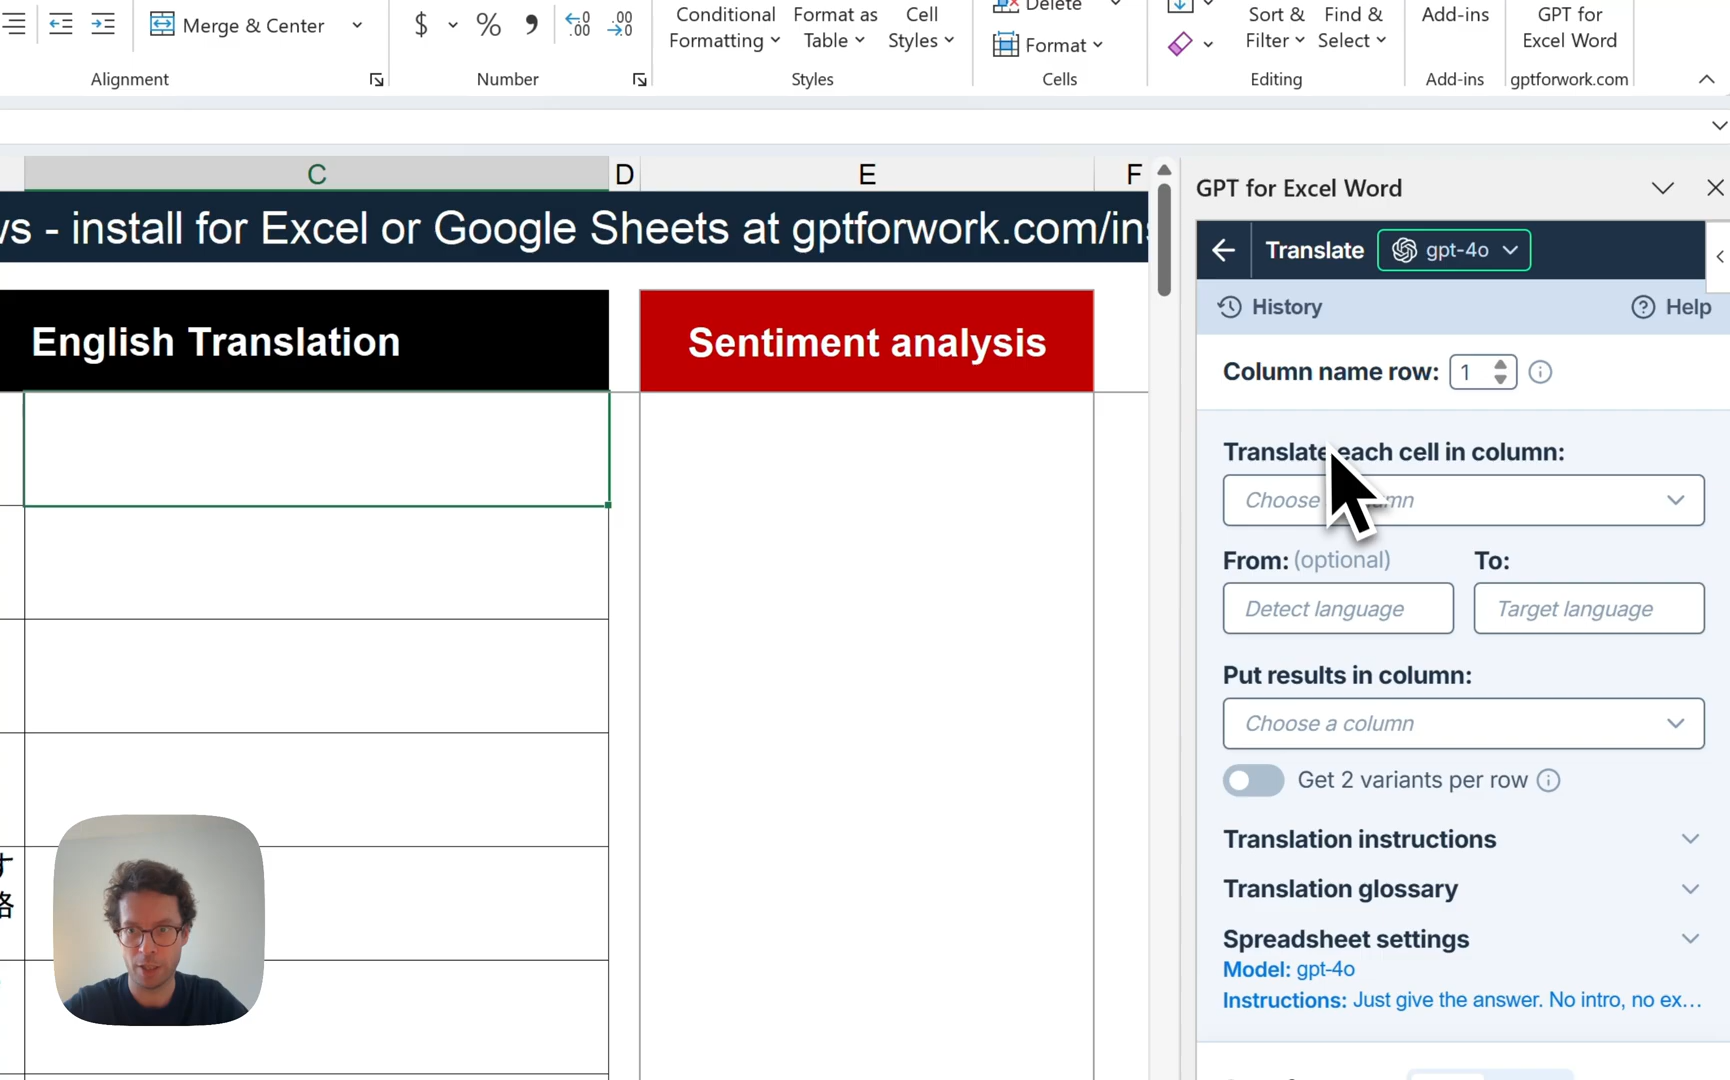 Merge & Center
$
%
Conditional Formatting
Format as Table
Cell Styles
Delete
Format
Sort & Filter
Find & Select
Add-ins
GPT for Excel Word
Alignment
Number
Styles
Cells
Editing
Add-ins
gptforwork.com
C
D
E
F
- install for Excel or Google Sheets at gptforwork.com/ins
English Translation
Sentiment analysis
す
格
GPT for Excel Word
Translate
gpt-4o
History
Help
Column name row: 1
Translate each cell in column:
Choose
From: (optional)
To:
Detect language
Target language
Put results in column:
Choose a column
Get 2 variants per row
Translation instructions
Translation glossary
Spreadsheet settings
Model: gpt-4o
Instructions: Just give the answer. No intro, no ex...